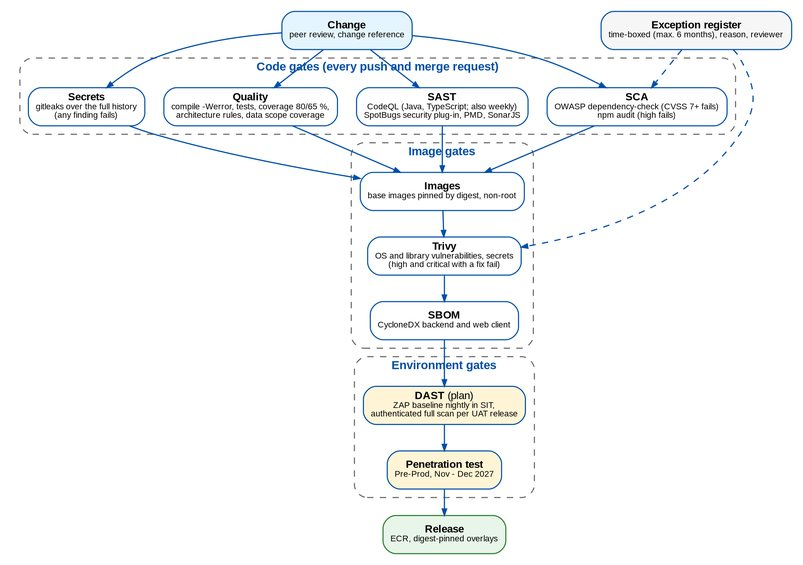 Change
peer review, change reference
Exception register
time-boxed (max. 6 months), reason, reviewer
Code gates (every push and merge request)
Secrets
gitleaks over the full history
(any finding fails)
Quality
compile -Werror, tests, coverage 80/65 %,
architecture rules, data scope coverage
SAST
CodeQL (Java, TypeScript; also weekly)
SpotBugs security plug-in, PMD, SonarJS
SCA
OWASP dependency-check (CVSS 7+ fails)
npm audit (high fails)
Image gates
Images
base images pinned by digest, non-root
Trivy
OS and library vulnerabilities, secrets
(high and critical with a fix fail)
SBOM
CycloneDX backend and web client
Environment gates
DAST (plan)
ZAP baseline nightly in SIT,
authenticated full scan per UAT release
Penetration test
Pre-Prod, Nov - Dec 2027
Release
ECR, digest-pinned overlays